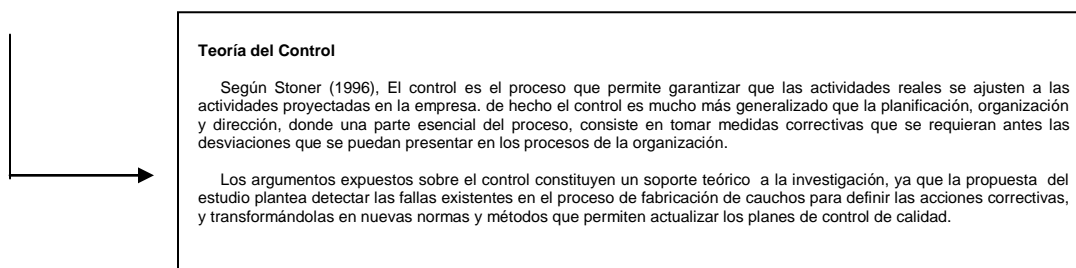 Teoría del Control
Según Stoner (1996), El control es el proceso que permite garantizar que las actividades reales se ajusten a las
actividades proyectadas en la empresa. de hecho el control es mucho más generalizado que la planificación, organización
y dirección, donde una parte esencial del proceso, consiste en tomar medidas correctivas que se requieran antes las
desviaciones que se puedan presentar en los procesos de la organización.
Los argumentos expuestos sobre el control constituyen un soporte teórico a la investigación, ya que la propuesta del
estudio plantea detectar las fallas existentes en el proceso de fabricación de cauchos para definir las acciones correctivas,
y transformándolas en nuevas normas y métodos que permiten actualizar los planes de control de calidad.